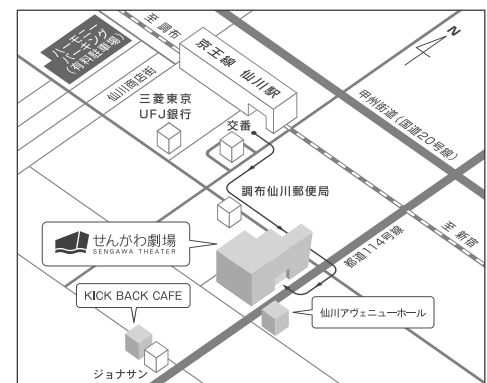 至調布
N
ハーモニー
パーキング
(有料駐車場)
京王線 仙川駅
仙川商店街
三菱東京
UFJ銀行
交番
甲州街道(国道20号線)
調布仙川郵便局
至新宿
都道114号線
せんがわ劇場
SENGAWA THEATER
KICK BACK CAFE
仙川アヴェニューホール
ジョナサン